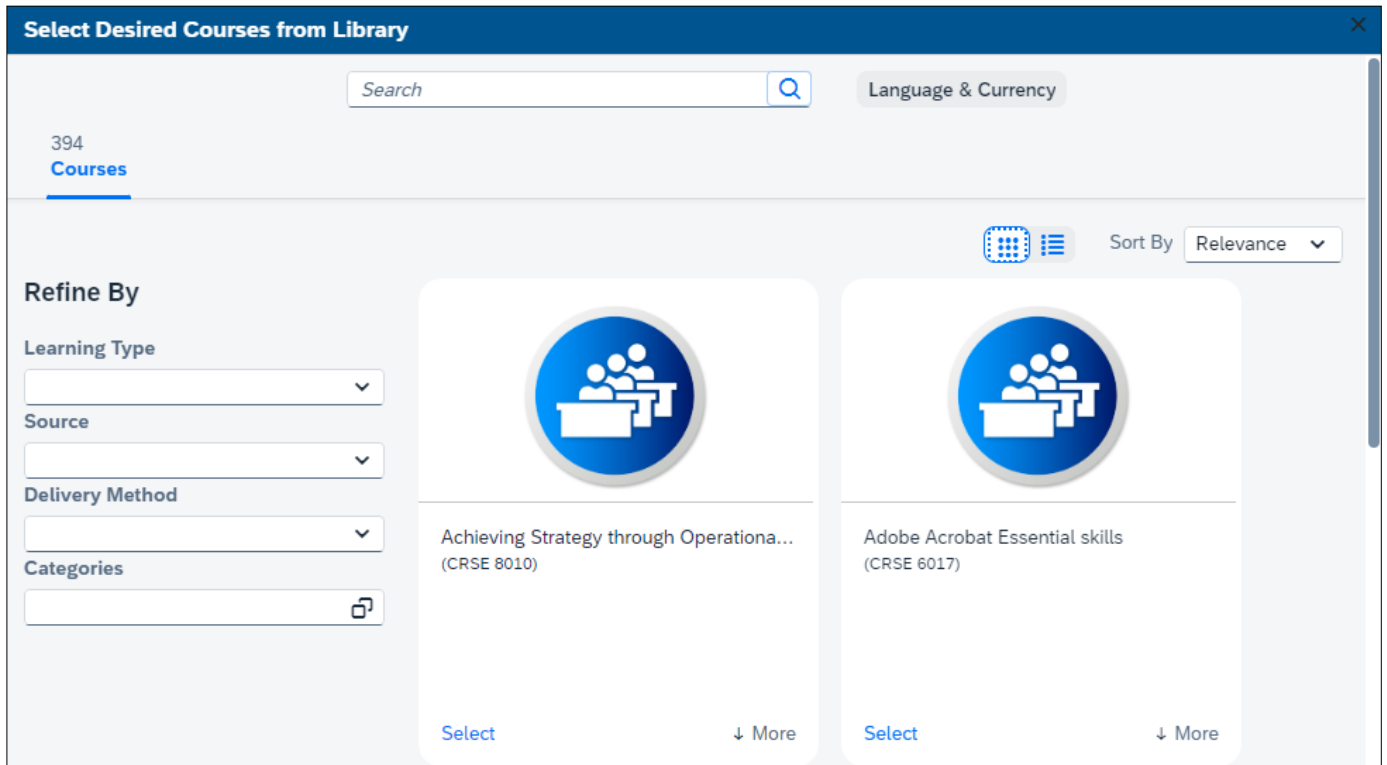 Select Desired Courses from Library
Search
Language & Currency
394
Courses
Sort By Relevance
Refine By
Learning Type
Source
Delivery Method
Categories
Achieving Strategy through Operationa...
(CRSE 8010)
Select ↓ More
Adobe Acrobat Essential skills
(CRSE 6017)
Select ↓ More